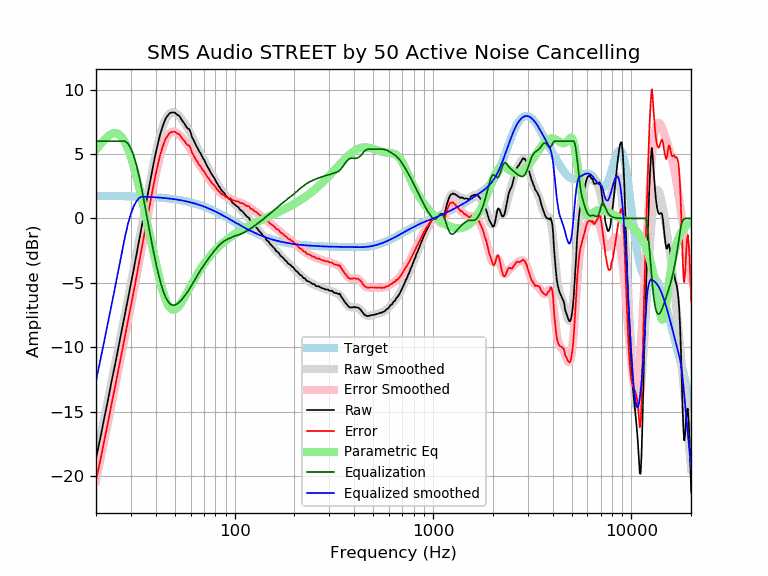 SMS Audio STREET by 50 Active Noise Cancelling
10
5
0
−5
−10
−15
−20
Amplitude (dBr)
Target
Raw Smoothed
Error Smoothed
Raw
Error
Parametric Eq
Equalization
Equalized smoothed
100
1000
10000
Frequency (Hz)